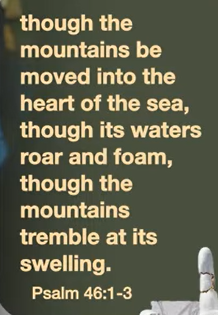 though the
mountains be
moved into the
heart of the sea,
though its waters
roar and foam,
though the
mountains
tremble at its
swelling.
Psalm 46:1-3